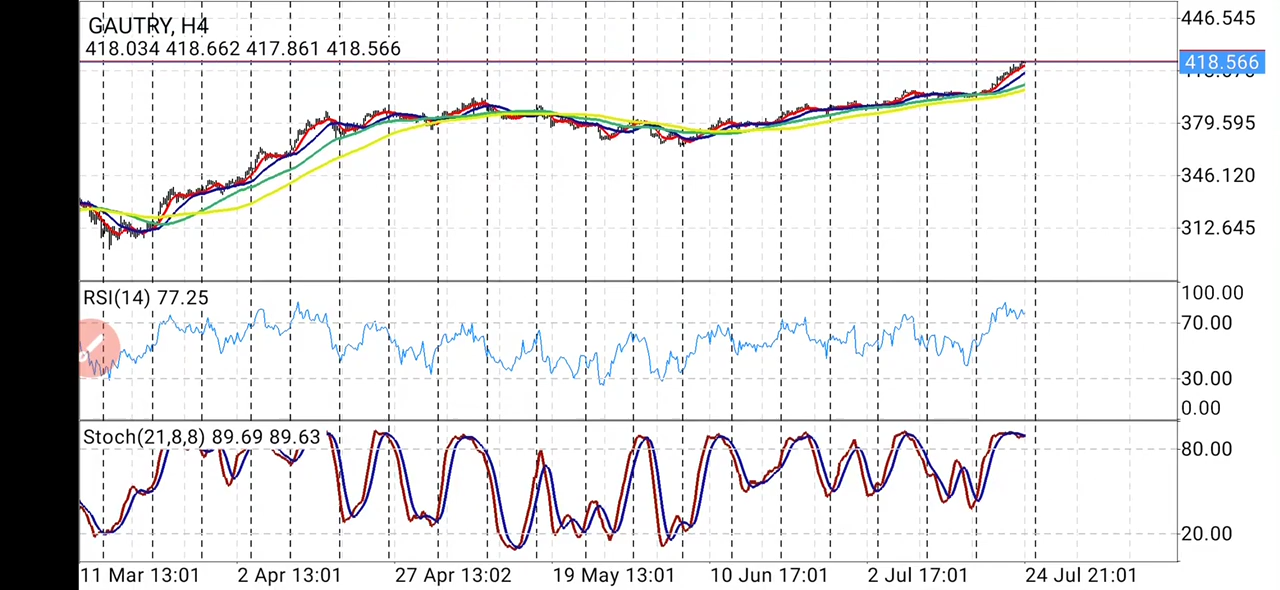 GAUTRY, H4
418.034 418.662 417.861 418.566
446.545
418.566
379.595
346.120
312.645
RSI(14) 77.25
100.00
70.00
30.00
0.00
Stoch(21,8,8) 89.69 89.63
80.00
20.00
11 Mar 13:01 2 Apr 13:01 27 Apr 13:02 19 May 13:01 10 Jun 17:01 2 Jul 17:01 24 Jul 21:01